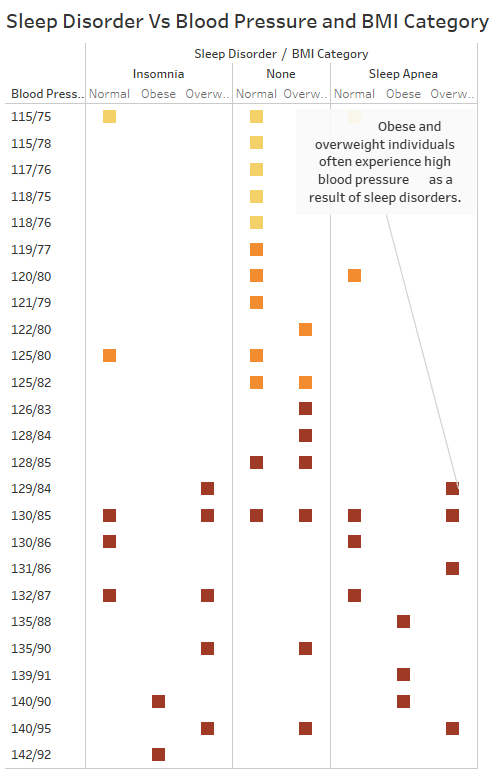 Sleep Disorder Vs Blood Pressure and BMI Category
Sleep Disorder / BMI Category
Insomnia None Sleep Apnea
Blood Press.. Normal Obese Overw.. Normal Overw.. Normal Obese Overw..
115/75
115/78
117/76
118/75
118/76
119/77
120/80
121/79
122/80
125/80
125/82
126/83
128/84
128/85
129/84
130/85
130/86
131/86
132/87
135/88
135/90
139/91
140/90
140/95
142/92
Obese and
overweight individuals
often experience high
blood pressure as a
result of sleep disorders.